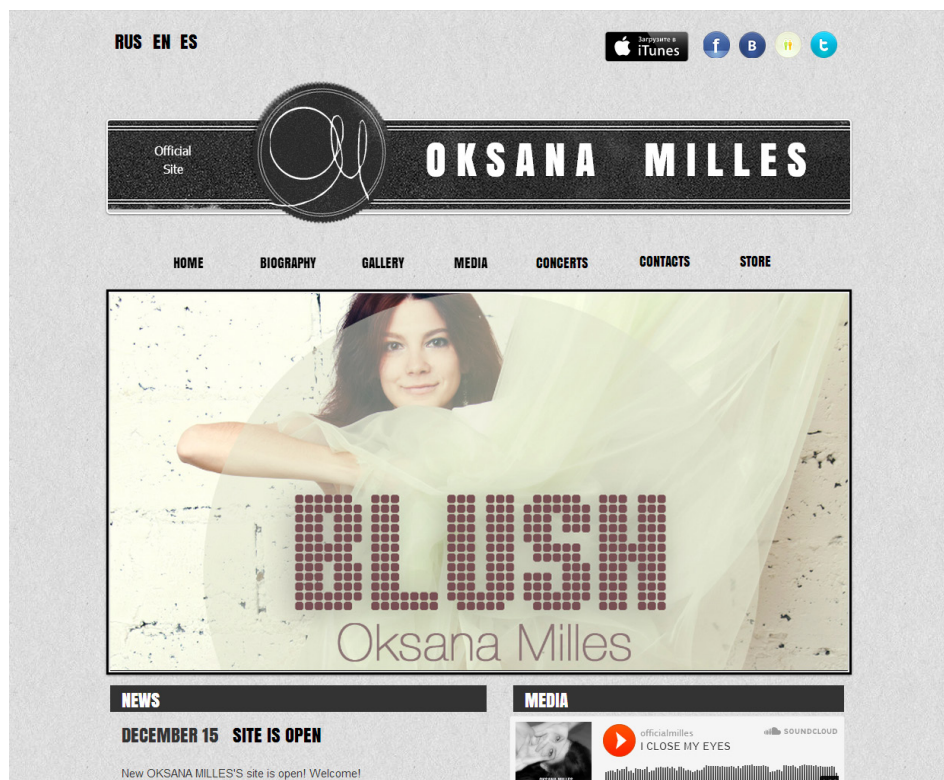 RUS EN ES
Загрузите в
iTunes
f B t
Official
Site
OKSANA MILLES
HOME BIOGRAPHY GALLERY MEDIA CONCERTS CONTACTS STORE
BLUSH
Oksana Milles
NEWS
MEDIA
DECEMBER 15 SITE IS OPEN
officialmilles
SOUNDCLOUD
I CLOSE MY EYES
New OKSANA MILLES'S site is open! Welcome!
OKSANA MILLES